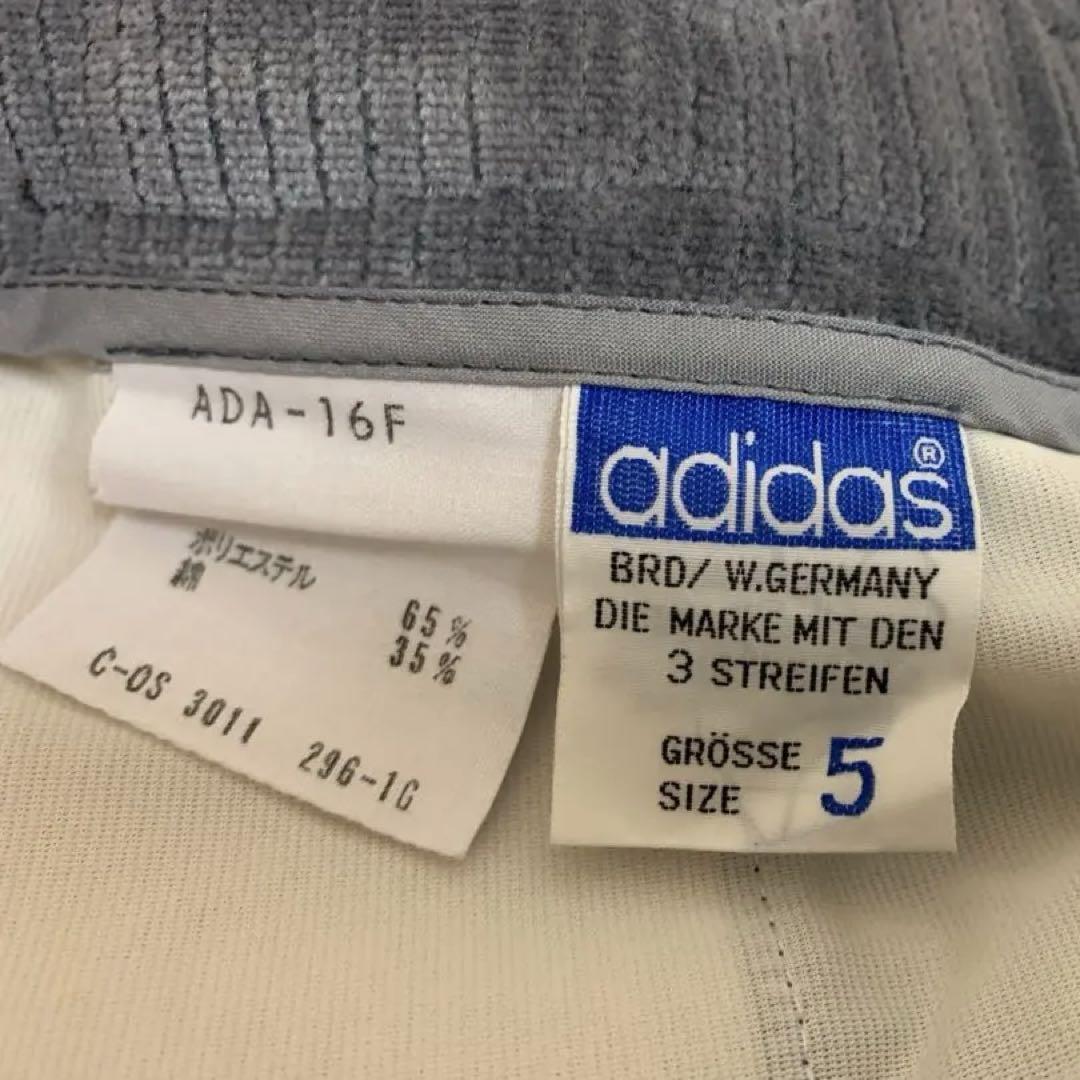 ADA-16F
ポリエステル 65%
綿 35%
C-OS 3011 296-1C
adidas®
BRD/ W.GERMANY
DIE MARKE MIT DEN
3 STREIFEN
GRÖSSE
SIZE 5